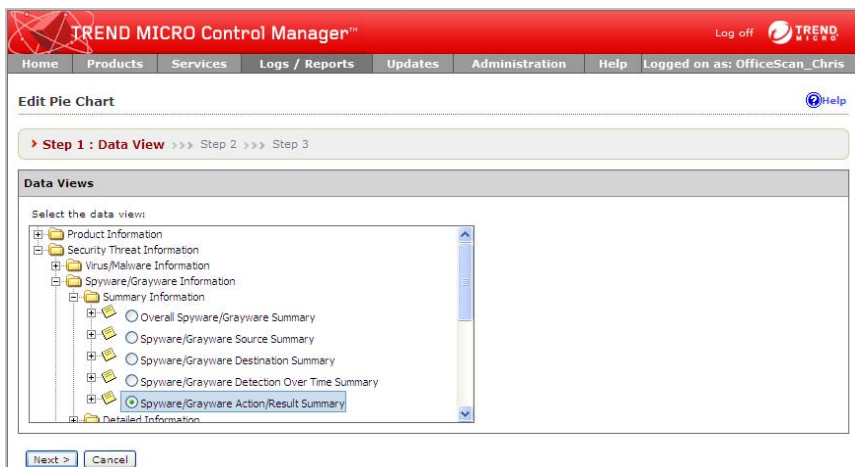 TREND MICRO Control Manager™
Log off
TREND MICRO
Home Products Services Logs / Reports Updates Administration Help Logged on as: OfficeScan_Chris
Edit Pie Chart
Help
Step 1 : Data View >>> Step 2 >>> Step 3
Data Views
Select the data view:
Product Information
Security Threat Information
Virus/Malware Information
Spyware/Grayware Information
Summary Information
Overall Spyware/Grayware Summary
Spyware/Grayware Source Summary
Spyware/Grayware Destination Summary
Spyware/Grayware Detection Over Time Summary
Spyware/Grayware Action/Result Summary
Detailed Information
Next > Cancel